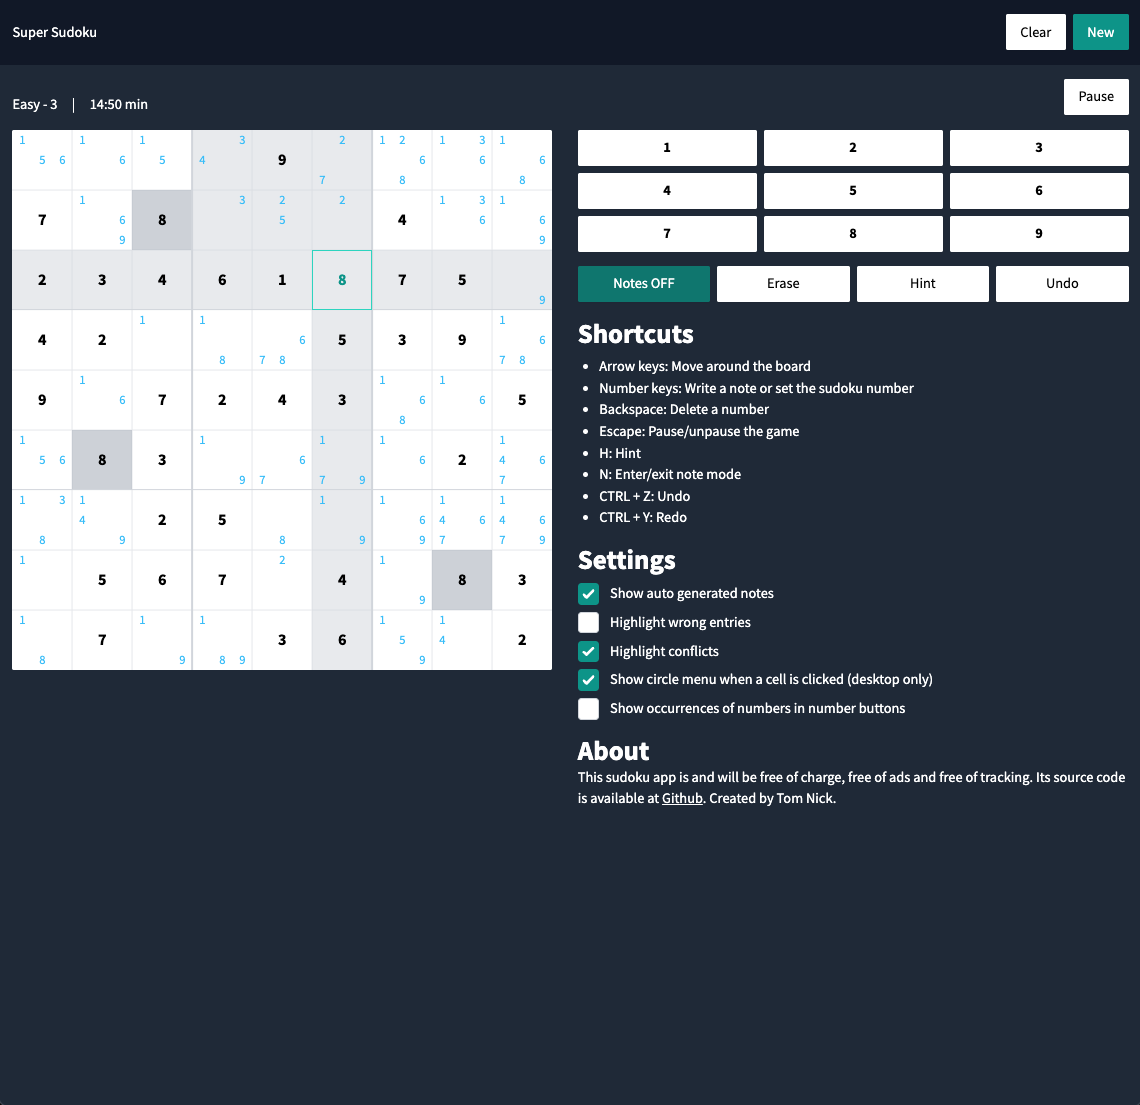 Super Sudoku
Clear
New
Easy - 3 | 14:50 min
Pause
1 1 3 1 3 2 1 2 1 3 1
5 6 6 5 4 9 6 6 6
7 8 8
1 3 2 2 1 3 1
7 6 8 5 4 6 6
9 9
2 3 4 6 1 8 7 5
9
1 1 1
4 2 6 5 3 9 6
8 7 8 7 8
1 1 1
9 6 7 2 4 3 6 6 5
8
1 1 1 1 1
5 6 8 3 6 6 2 4 6
9 7 7 9 7
1 3 1 1 1 1 1
4 2 5 6 4 6 4 6
8 9 8 9 9 7 7 9
1 2 1
5 6 7 4 8 3
9
1 1 1 1 1
7 3 6 5 4 2
8 9 8 9 9
1 2 3
4 5 6
7 8 9
Notes OFF
Erase
Hint
Undo
Shortcuts
Arrow keys: Move around the board
Number keys: Write a note or set the sudoku number
Backspace: Delete a number
Escape: Pause/unpause the game
H: Hint
N: Enter/exit note mode
CTRL + Z: Undo
CTRL + Y: Redo
Settings
Show auto generated notes
Highlight wrong entries
Highlight conflicts
Show circle menu when a cell is clicked (desktop only)
Show occurrences of numbers in number buttons
About
This sudoku app is and will be free of charge, free of ads and free of tracking. Its source code
is available at Github. Created by Tom Nick.